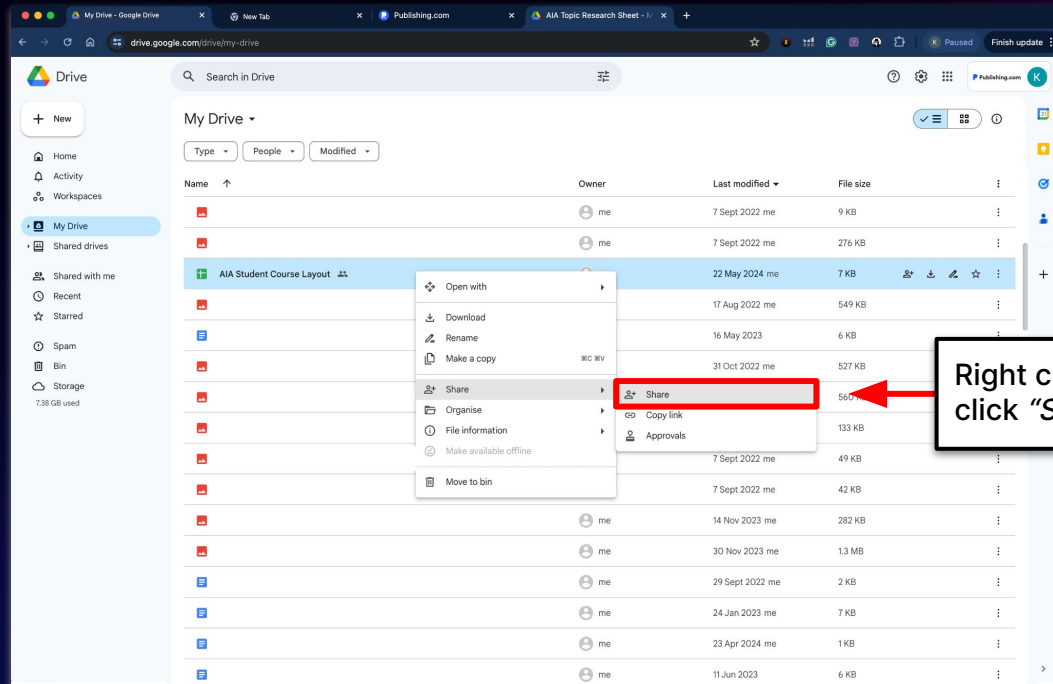 My Drive - Google Drive
New Tab
Publishing.com
AIA Topic Research Sheet - M
drive.google.com/drive/my-drive
Paused
Finish update
Drive
Search in Drive
Publishing.com
K
New
My Drive
Type
People
Modified
Home
Activity
Workspaces
My Drive
Shared drives
Shared with me
Recent
Starred
Spam
Bin
Storage
7.38 GB used
Name Owner Last modified File size
me 7 Sept 2022 me 9 KB
me 7 Sept 2022 me 276 KB
AIA Student Course Layout 22 May 2024 me 7 KB
17 Aug 2022 me 549 KB
16 May 2023 6 KB
31 Oct 2022 me 527 KB
133 KB
7 Sept 2022 me 49 KB
7 Sept 2022 me 42 KB
me 14 Nov 2023 me 282 KB
me 30 Nov 2023 me 1.3 MB
me 29 Sept 2022 me 2 KB
me 24 Jan 2023 me 7 KB
me 23 Apr 2024 me 1 KB
me 11 Jun 2023 6 KB
Open with
Download
Rename
Make a copy ⌘C ⌘V
Share
Organise
File information
Make available offline
Move to bin
Share
Copy link
Approvals
Right c
click “S